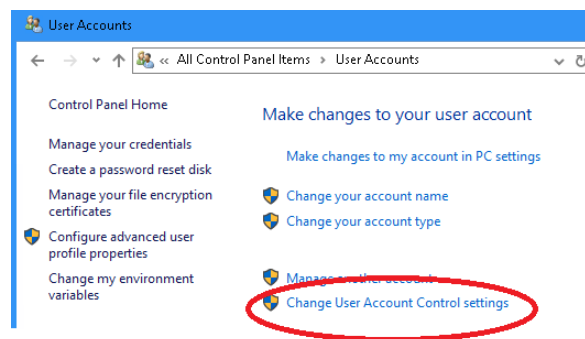 User Accounts
« All Control Panel Items > User Accounts
Control Panel Home
Manage your credentials
Create a password reset disk
Manage your file encryption
certificates
Configure advanced user
profile properties
Change my environment
variables
Make changes to your user account
Make changes to my account in PC settings
Change your account name
Change your account type
Manage another account
Change User Account Control settings